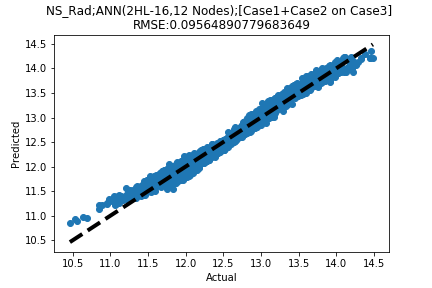 NS_Rad;ANN(2HL-16,12 Nodes);[Case1+Case2 on Case3]
RMSE:0.09564890779683649
14.5
14.0
13.5
13.0
12.5
12.0
11.5
11.0
10.5
Predicted
10.5 11.0 11.5 12.0 12.5 13.0 13.5 14.0 14.5
Actual